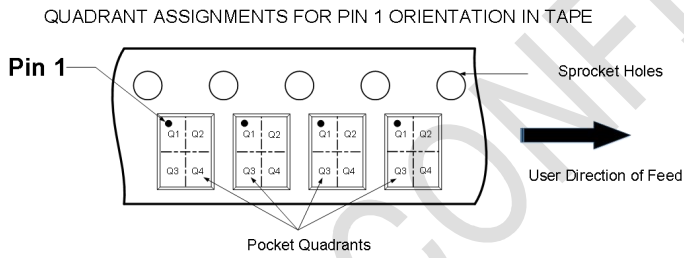 QUADRANT ASSIGNMENTS FOR PIN 1 ORIENTATION IN TAPE
Pin 1
Sprocket Holes
Q1 Q2 Q1 Q2 Q1 Q2 Q1 Q2
Q3 Q4 Q3 Q4 Q3 Q4 Q3 Q4
User Direction of Feed
Pocket Quadrants
CONFI